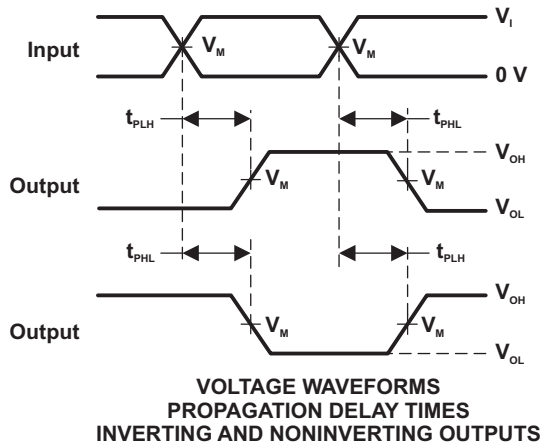 Input
V_M
V_M
V_I
0 V
t_PLH
t_PHL
Output
V_M
V_M
V_OH
V_OL
t_PHL
t_PLH
Output
V_M
V_M
V_OH
V_OL
VOLTAGE WAVEFORMS
PROPAGATION DELAY TIMES
INVERTING AND NONINVERTING OUTPUTS